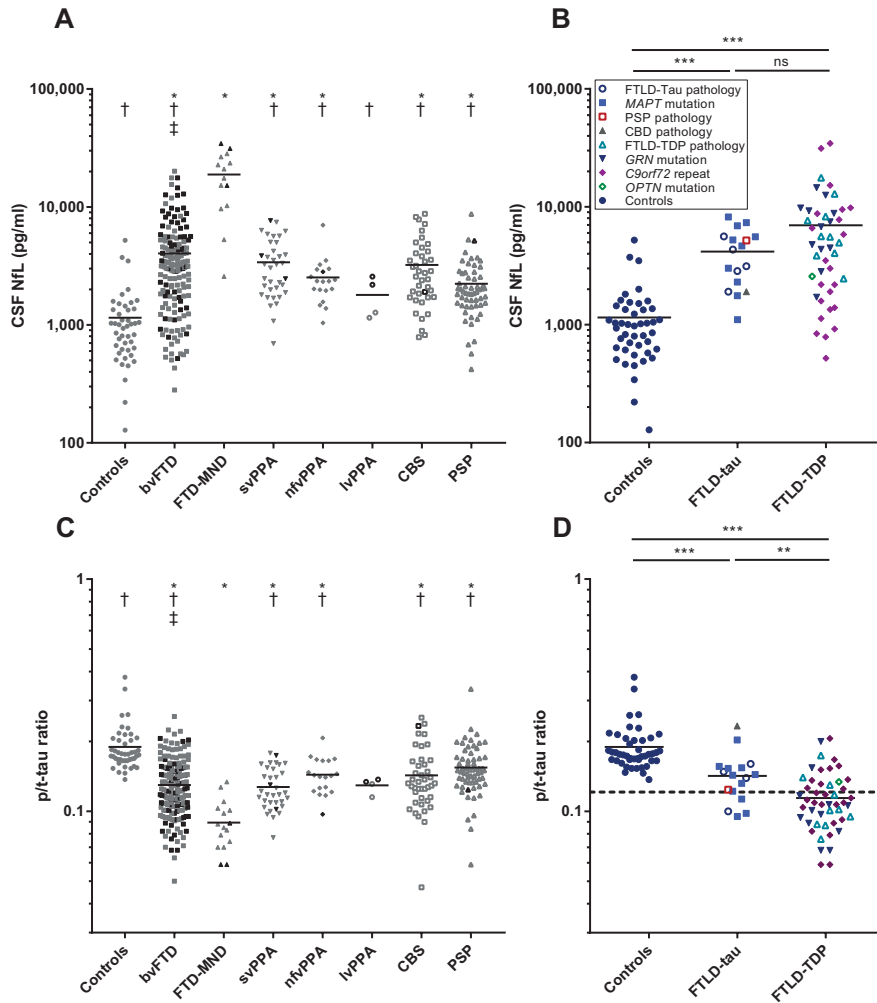 A
CSF NfL (pg/ml)
100,000
10,000
1,000
100
† * † ‡ * * † * † † * † * †
Controls
bvFTD
FTD-MND
svPPA
nfvPPA
lvPPA
CBS
PSP
B
CSF NfL (pg/ml)
100,000
10,000
1,000
100
***
*** ns
FTLD-Tau pathology
MAPT mutation
PSP pathology
CBD pathology
FTLD-TDP pathology
GRN mutation
C9orf72 repeat
OPTN mutation
Controls
Controls
FTLD-tau
FTLD-TDP
C
p/t-tau ratio
1
0.1
† * † ‡ * * † * † * † * †
Controls
bvFTD
FTD-MND
svPPA
nfvPPA
lvPPA
CBS
PSP
D
p/t-tau ratio
1
0.1
***
*** **
Controls
FTLD-tau
FTLD-TDP